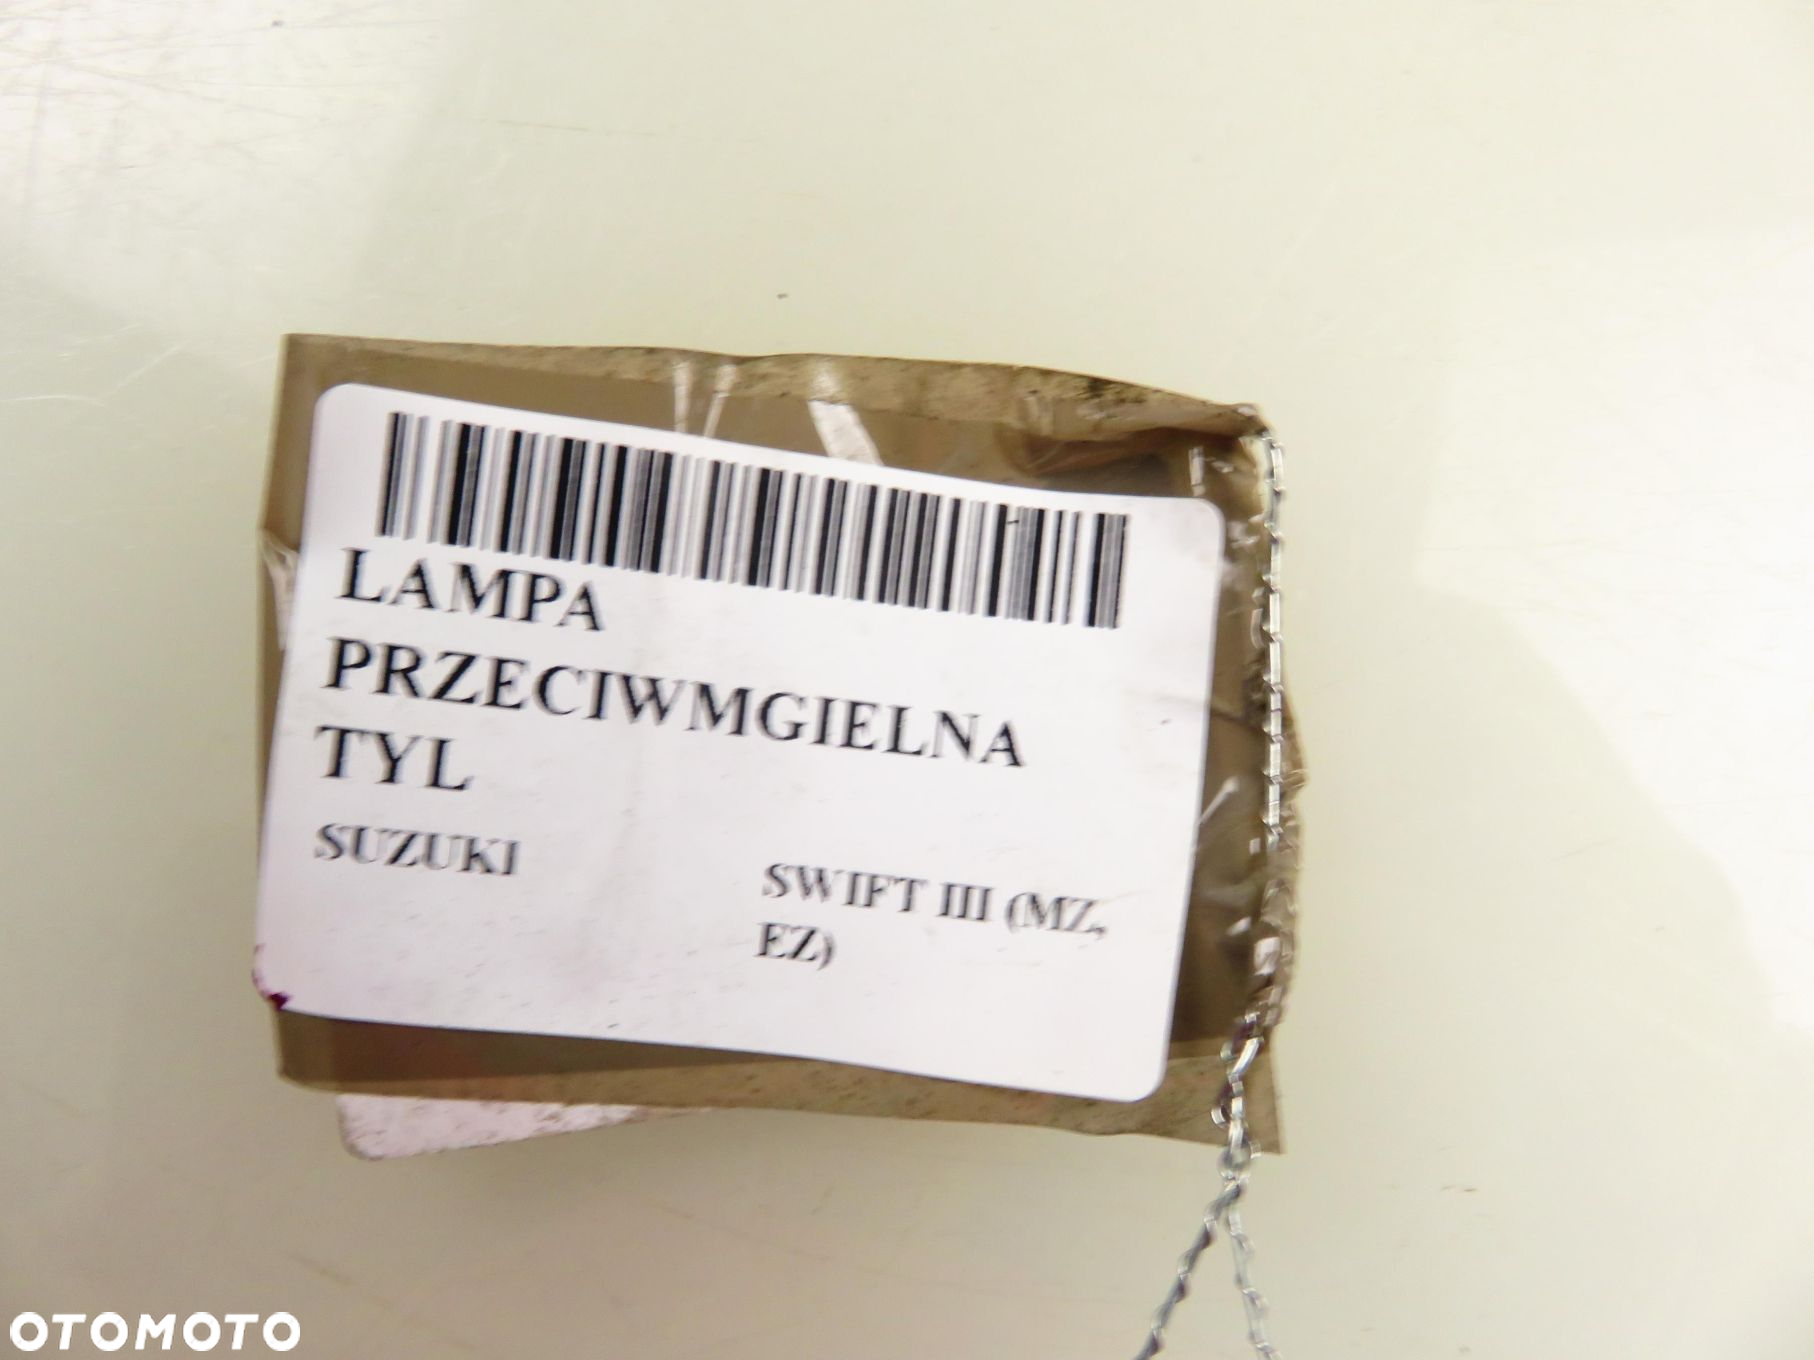 LAMPA
PRZECIWMGIELNA
TYL
SUZUKI
SWIFT III (MZ,
EZ)
OTOMOTO